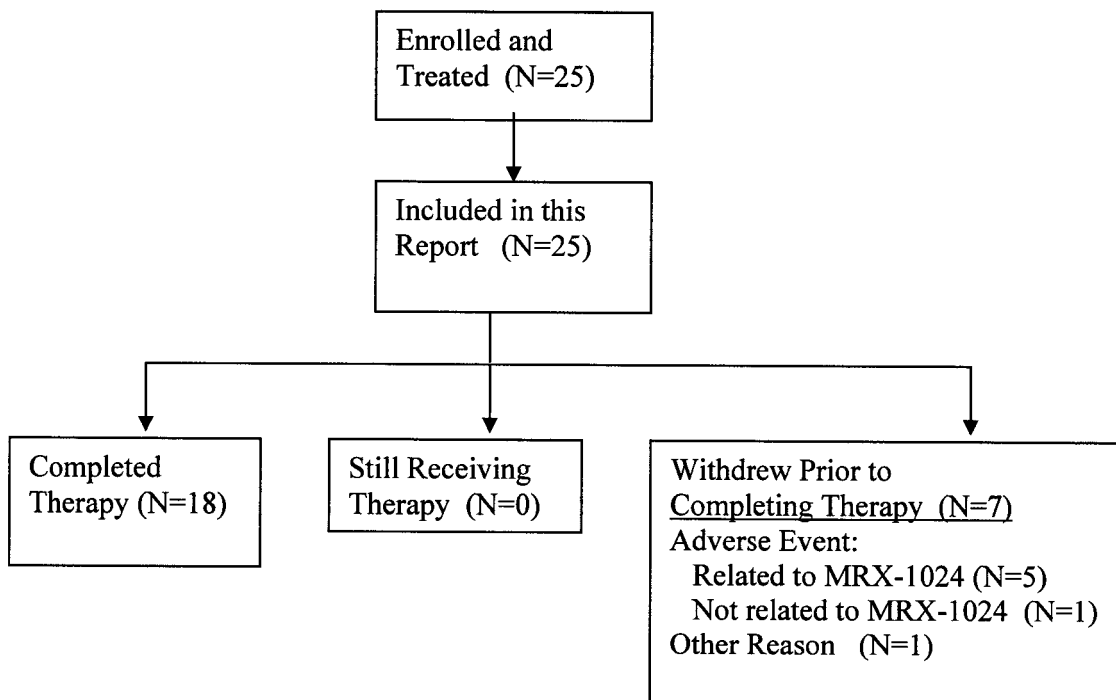 Enrolled and
Treated (N=25)
Included in this
Report (N=25)
Completed
Therapy (N=18)
Still Receiving
Therapy (N=0)
Withdrew Prior to
Completing Therapy (N=7)
Adverse Event:
Related to MRX-1024 (N=5)
Not related to MRX-1024 (N=1)
Other Reason (N=1)